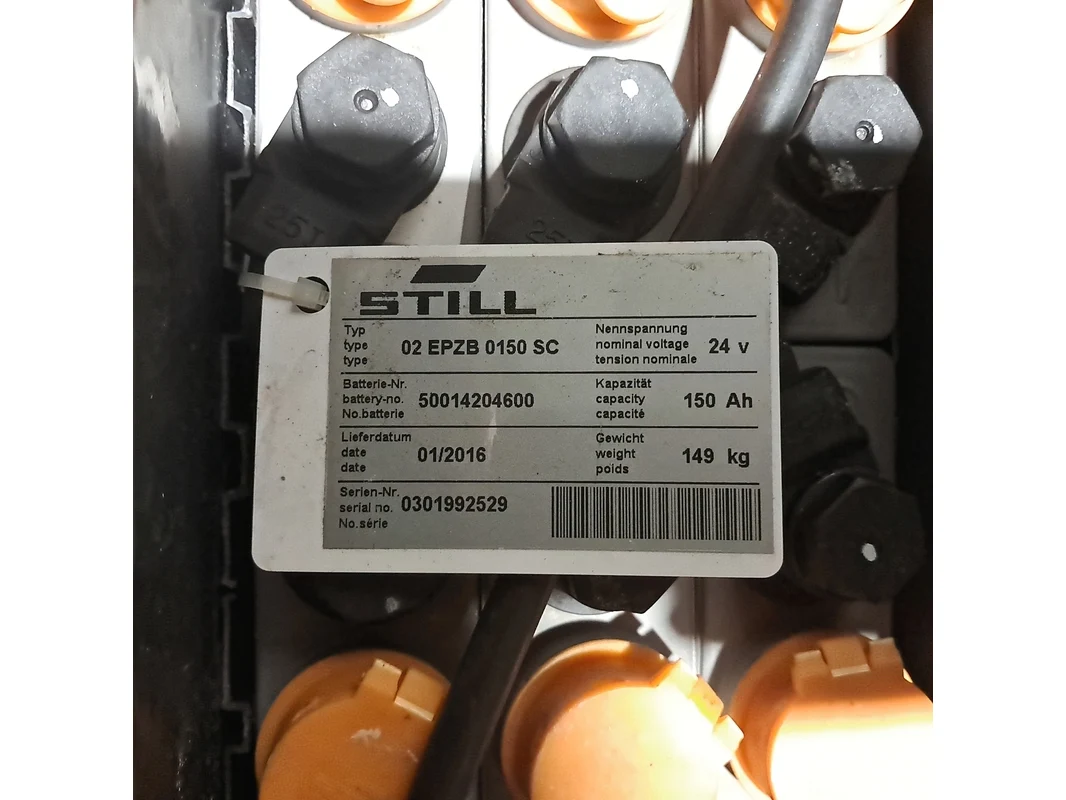 STILL
Typ
type
type
02 EPZB 0150 SC
Nennspannung
nominal voltage
tension nominale
24 v
Batterie-Nr.
battery-no.
No.batterie
50014204600
Kapazität
capacity
capacité
150 Ah
Lieferdatum
date
date
01/2016
Gewicht
weight
poids
149 kg
Serien-Nr.
serial no.
No.série
0301992529